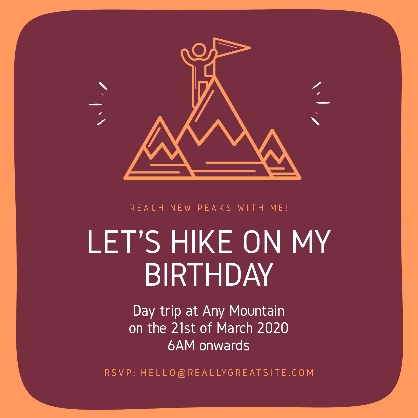 REACH NEW PEAKS WITH ME!
LET'S HIKE ON MY
BIRTHDAY
Day trip at Any Mountain
on the 21st of March 2020
6AM onwards
RSVP: HELLO@REALLYGREATSITE.COM